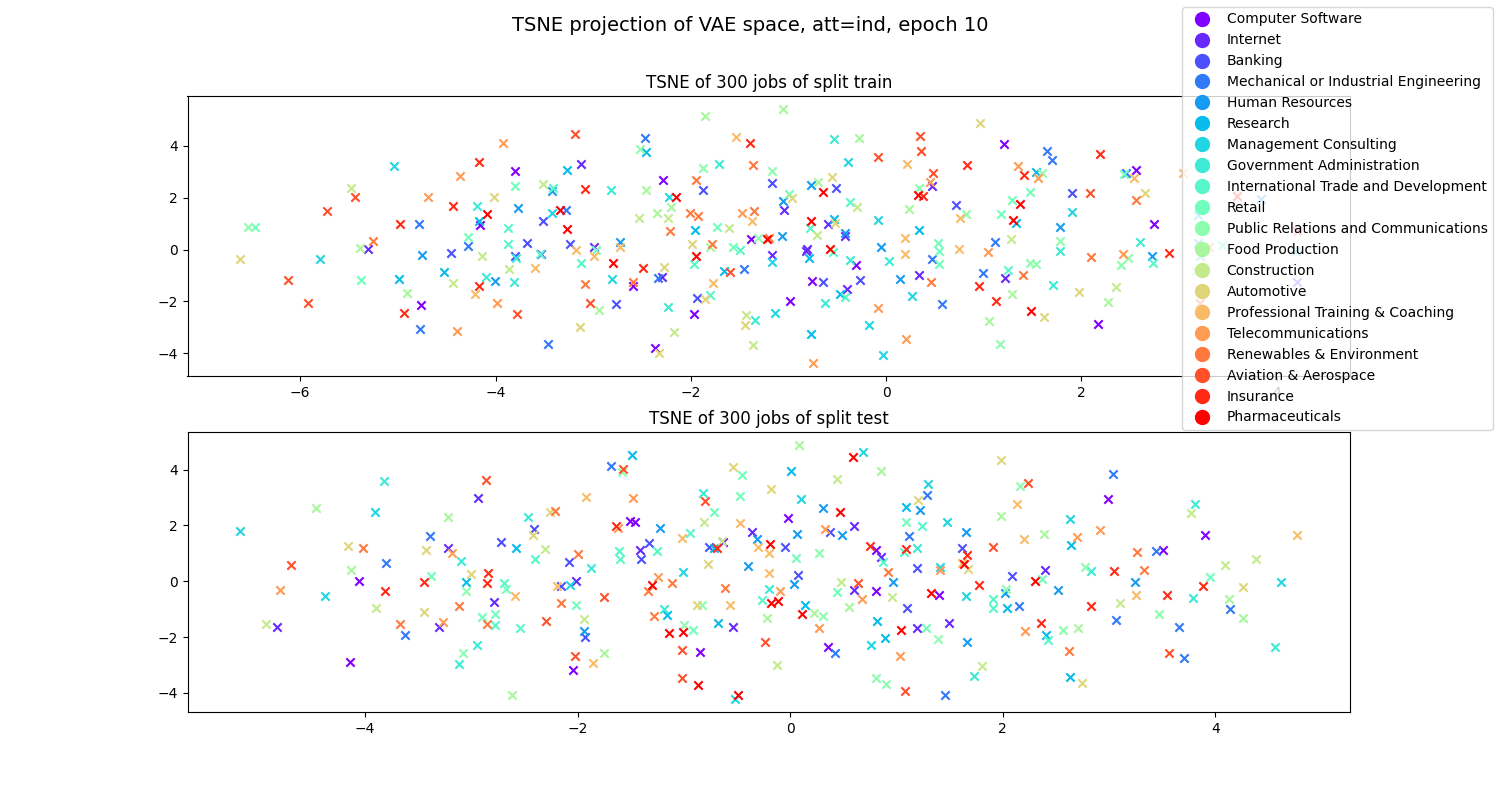 TSNE projection of VAE space, att=ind, epoch 10
TSNE of 300 jobs of split train
4
2
0
−2
−4
−6
−4
−2
0
2
4
TSNE of 300 jobs of split test
4
2
0
−2
−4
−4
−2
0
2
4
Computer Software
Internet
Banking
Mechanical or Industrial Engineering
Human Resources
Research
Management Consulting
Government Administration
International Trade and Development
Retail
Public Relations and Communications
Food Production
Construction
Automotive
Professional Training & Coaching
Telecommunications
Renewables & Environment
Aviation & Aerospace
Insurance
Pharmaceuticals